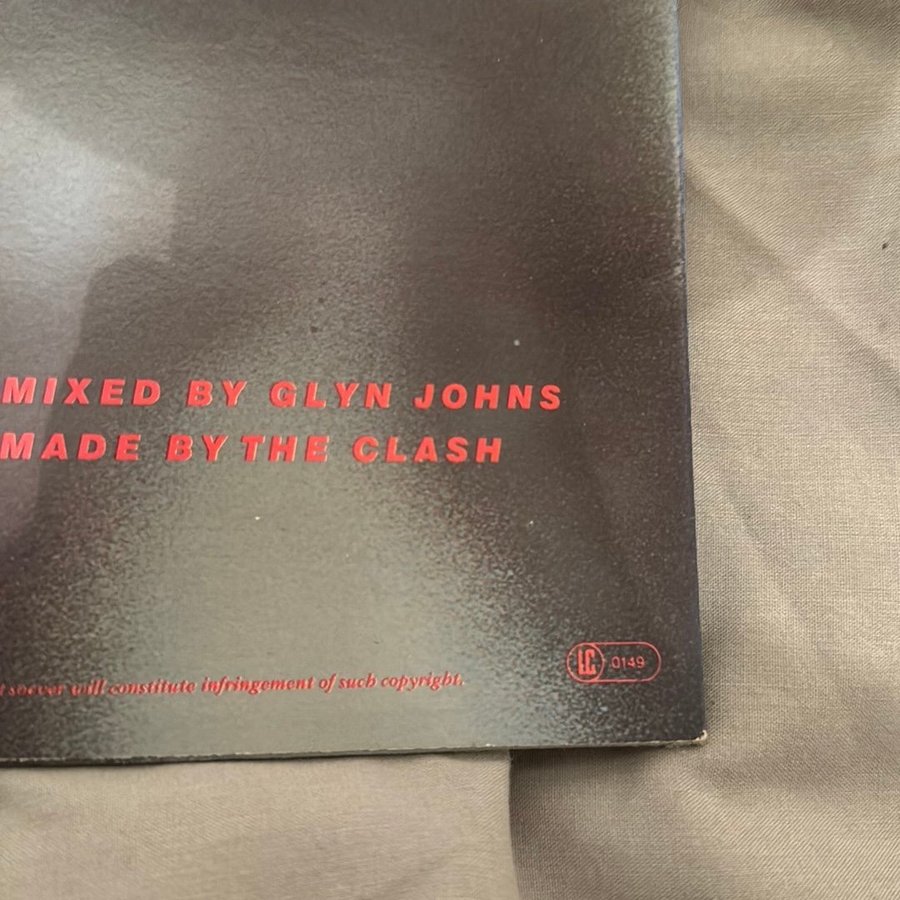 MIXED BY GLYN JOHNS
MADE BY THE CLASH
soever will constitute infringement of such copyright.
LC 0149